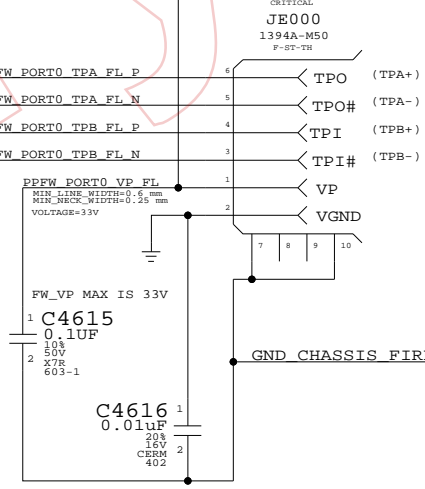 CRITICAL
JE000
1394A-M50
F-ST-TH
FW_PORT0_TPA_FL_P 6 TPO (TPA+)
FW_PORT0_TPA_FL_N 5 TPO# (TPA-)
FW_PORT0_TPB_FL_P 4 TPI (TPB+)
FW_PORT0_TPB_FL_N 3 TPI# (TPB-)
PPFW_PORT0_VP_FL 1 VP
MIN_LINE_WIDTH=0.6 mm
MIN_NECK_WIDTH=0.25 mm
VOLTAGE=33V
2 VGND
7 8 9 10
FW_VP MAX IS 33V
1 C4615
0.1UF
10%
50V
2 X7R
603-1
GND_CHASSIS_FIR
C4616 1
0.01uF
20%
16V
CERM 2
402